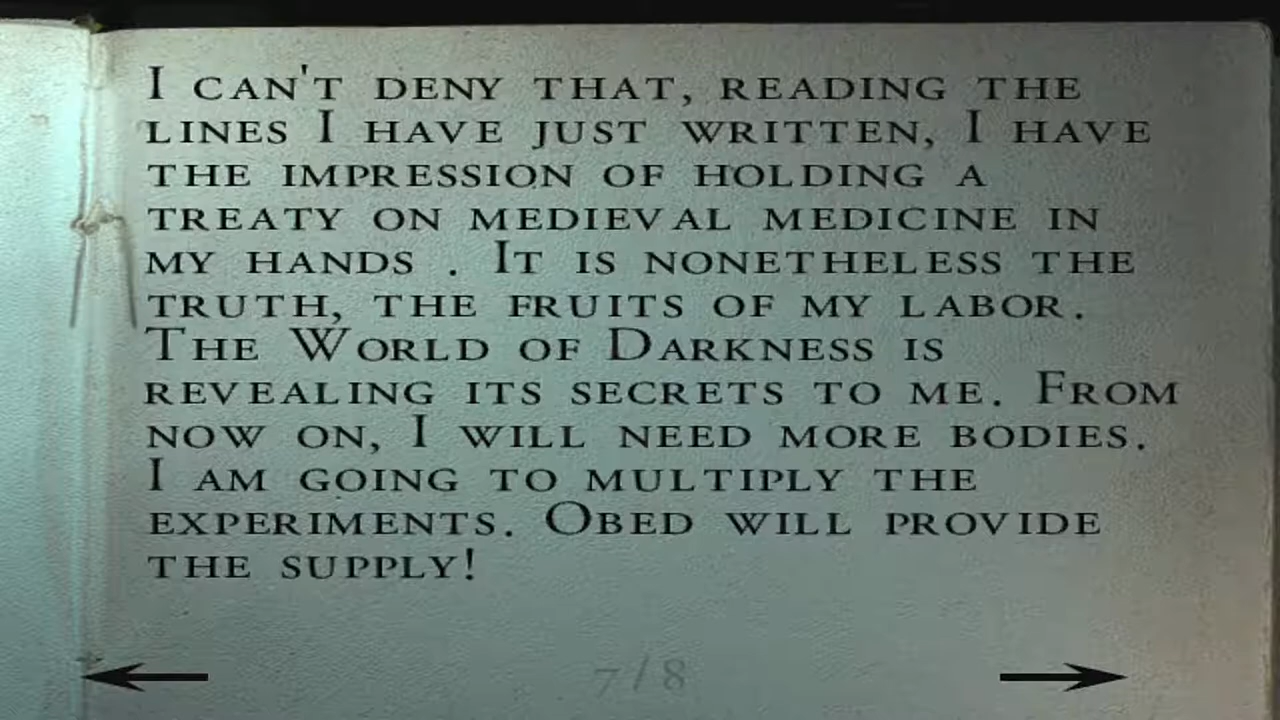 I can't deny that, reading the
lines I have just written, I have
the impression of holding a
treaty on medieval medicine in
my hands . It is nonetheless the
truth, the fruits of my labor.
The World of Darkness is
revealing its secrets to me. From
now on, I will need more bodies.
I am going to multiply the
experiments. Obed will provide
the supply!
7/8